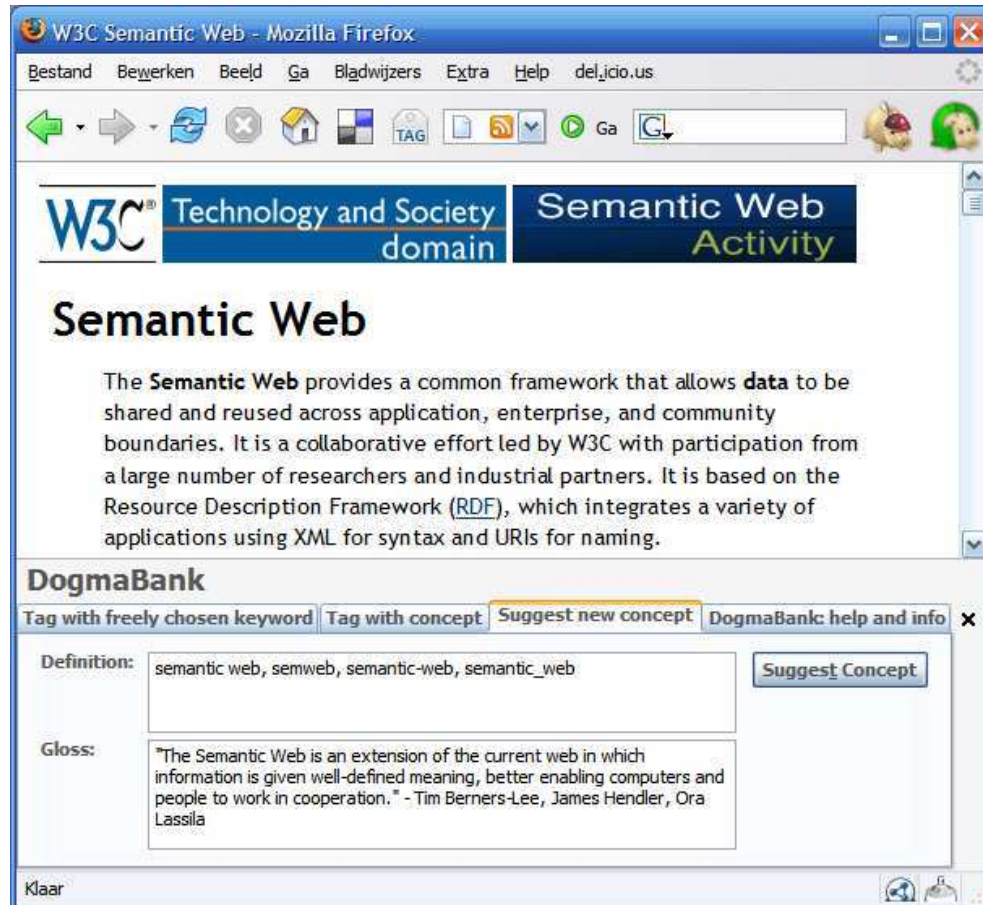 W3C Semantic Web - Mozilla Firefox
Bestand Bewerken Beeld Ga Bladwijzers Extra Help del.icio.us
TAG Ga G
W3C® Technology and Society domain Semantic Web Activity
Semantic Web
The Semantic Web provides a common framework that allows data to be
shared and reused across application, enterprise, and community
boundaries. It is a collaborative effort led by W3C with participation from
a large number of researchers and industrial partners. It is based on the
Resource Description Framework (RDF), which integrates a variety of
applications using XML for syntax and URIs for naming.
DogmaBank
Tag with freely chosen keyword Tag with concept Suggest new concept DogmaBank: help and info
Definition: semantic web, semweb, semantic-web, semantic_web Suggest Concept
Gloss: "The Semantic Web is an extension of the current web in which
information is given well-defined meaning, better enabling computers and
people to work in cooperation." - Tim Berners-Lee, James Hendler, Ora
Lassila
Klaar